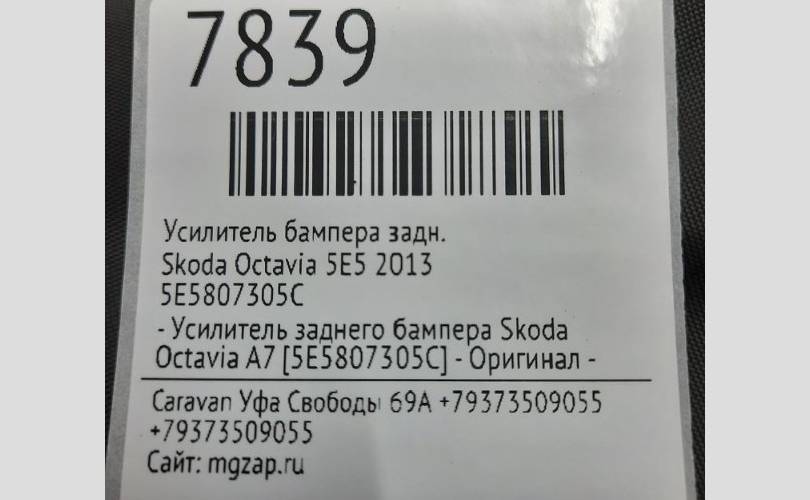 7839
Усилитель бампера задн.
Skoda Octavia 5E5 2013
5E5807305C
- Усилитель заднего бампера Skoda
Octavia A7 [5E5807305C] - Оригинал -
Caravan Уфа Свободы 69А +79373509055
+79373509055
Сайт: mgzap.ru